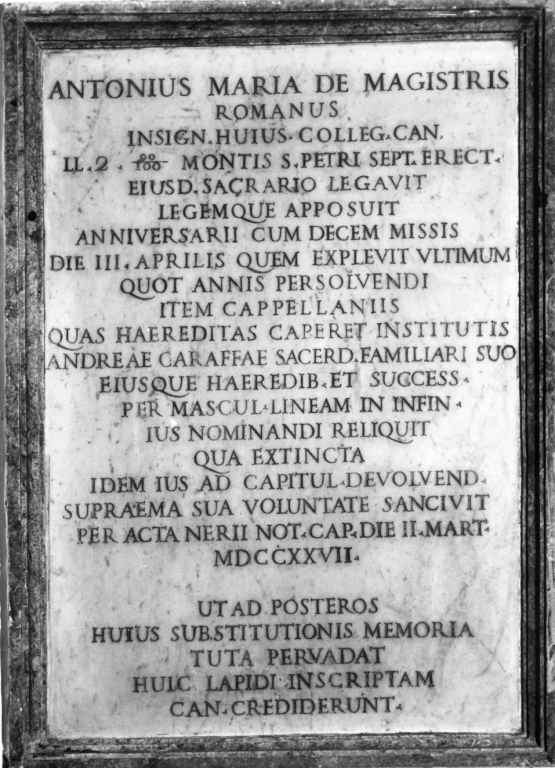 ANTONIUS MARIA DE MAGISTRIS
ROMANUS
INSIGN.HUIUS.COLLEG.CAN.
LL.2. MONTIS S.PETRI SEPT.ERECT.
EIUSD.SACRARIO LEGAVIT
LEGEMQUE APPOSUIT
ANNIVERSARII CUM DECEM MISSIS
DIE III.APRILIS QUEM EXPLEVIT VLTIMUM
QUOT ANNIS PERSOLVENDI
ITEM CAPPELLANIIS
QUAS HAEREDITAS CAPERET INSTITUTIS
ANDREAE CARAFFAE SACERD.FAMILIARI SUO
EIUSQUE HAEREDIB.ET SUCCESS.
PER MASCUL.LINEAM IN INFIN.
IUS NOMINANDI RELIQUIT
QUA EXTINCTA
IDEM IUS AD CAPITUL.DEVOLVEND.
SUPRAEMA SUA VOLUNTATE SANCIVIT
PER ACTA NERII NOT.CAP.DIE II.MART.
MDCCXXVII.
UT AD POSTEROS
HUIUS SUBSTITUTIONIS MEMORIA
TUTA PERVADAT
HUIC LAPIDI INSCRIPTAM
CAN.CREDIDERUNT.